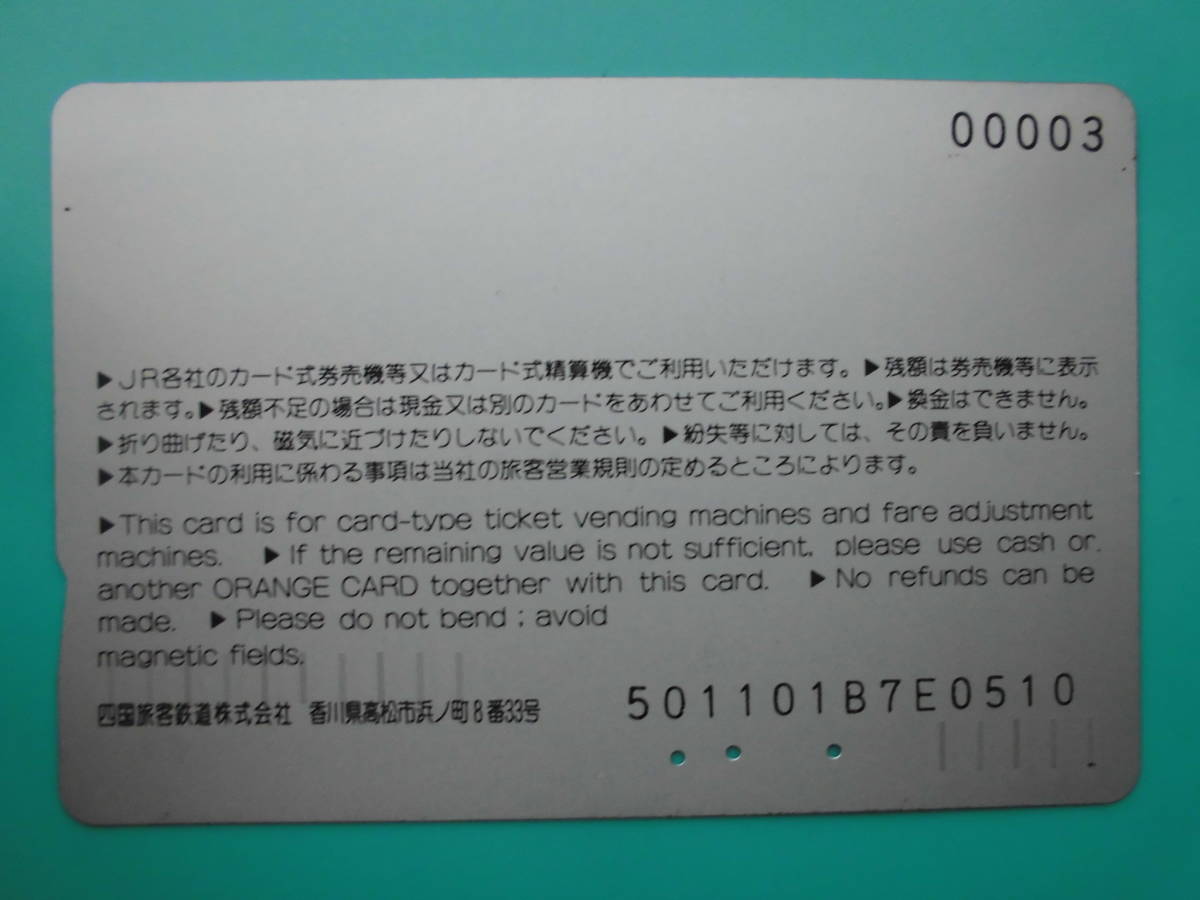 00003
▶JR各社のカード式券売機等又はカード式精算機でご利用いただけます。▶残額は券売機等に表示
されます。▶残額不足の場合は現金又は別のカードをあわせてご利用ください。▶換金はできません。
▶折り曲げたり、磁気に近づけたりしないでください。▶紛失等に対しては、その責を負いません。
▶本カードの利用に係わる事項は当社の旅客営業規則の定めるところによります。
▶This card is for card-type ticket vending machines and fare adjustment
machines. ▶If the remaining value is not sufficient, please use cash or
another ORANGE CARD together with this card. ▶No refunds can be
made. ▶Please do not bend ; avoid
magnetic fields.
四国旅客鉄道株式会社 香川県高松市浜ノ町8番33号
501101B7E0510